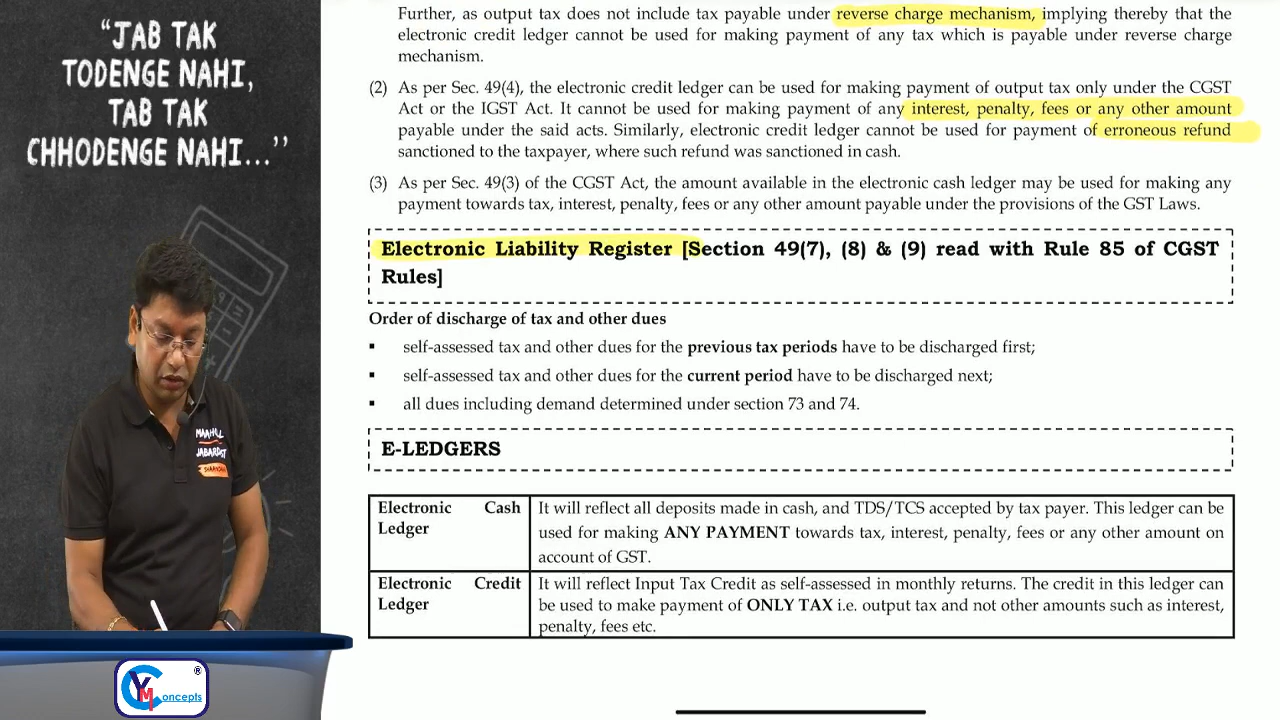 “JAB TAK
TODENGE NAHI,
TAB TAK
CHHODENGE NAHI...’’
Further, as output tax does not include tax payable under reverse charge mechanism, implying thereby that the
electronic credit ledger cannot be used for making payment of any tax which is payable under reverse charge
mechanism.
(2) As per Sec. 49(4), the electronic credit ledger can be used for making payment of output tax only under the CGST
Act or the IGST Act. It cannot be used for making payment of any interest, penalty, fees or any other amount
payable under the said acts. Similarly, electronic credit ledger cannot be used for payment of erroneous refund
sanctioned to the taxpayer, where such refund was sanctioned in cash.
(3) As per Sec. 49(3) of the CGST Act, the amount available in the electronic cash ledger may be used for making any
payment towards tax, interest, penalty, fees or any other amount payable under the provisions of the GST Laws.
Electronic Liability Register [Section 49(7), (8) & (9) read with Rule 85 of CGST
Rules]
Order of discharge of tax and other dues
▪ self-assessed tax and other dues for the previous tax periods have to be discharged first;
▪ self-assessed tax and other dues for the current period have to be discharged next;
▪ all dues including demand determined under section 73 and 74.
E-LEDGERS
Electronic Cash
Ledger
It will reflect all deposits made in cash, and TDS/TCS accepted by tax payer. This ledger can be
used for making ANY PAYMENT towards tax, interest, penalty, fees or any other amount on
account of GST.
Electronic Credit
Ledger
It will reflect Input Tax Credit as self-assessed in monthly returns. The credit in this ledger can
be used to make payment of ONLY TAX i.e. output tax and not other amounts such as interest,
penalty, fees etc.
JABARDAST
YM Concepts ®